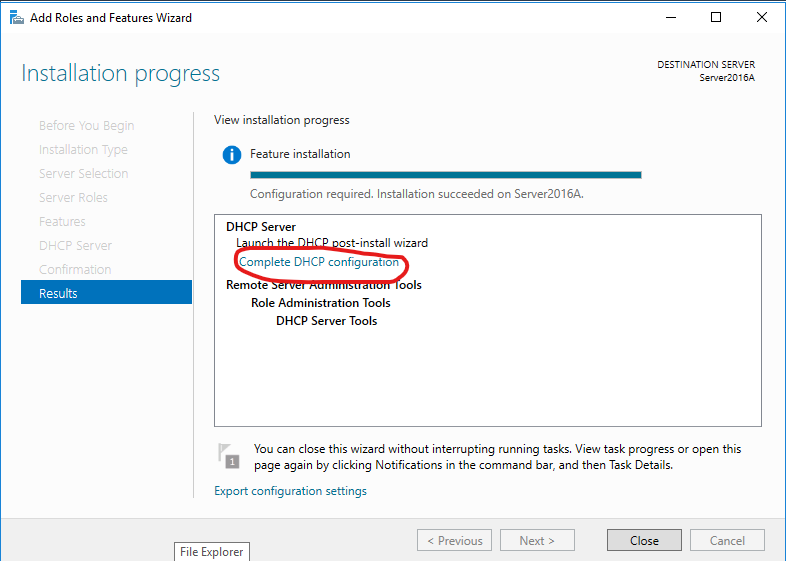 Add Roles and Features Wizard
Installation progress
DESTINATION SERVER
Server2016A
Before You Begin
Installation Type
Server Selection
Server Roles
Features
DHCP Server
Confirmation
Results
View installation progress
Feature installation
Configuration required. Installation succeeded on Server2016A.
DHCP Server
Launch the DHCP post-install wizard
Complete DHCP configuration
Remote Server Administration Tools
Role Administration Tools
DHCP Server Tools
1
You can close this wizard without interrupting running tasks. View task progress or open this
page again by clicking Notifications in the command bar, and then Task Details.
Export configuration settings
< Previous
Next >
Close
Cancel
File Explorer